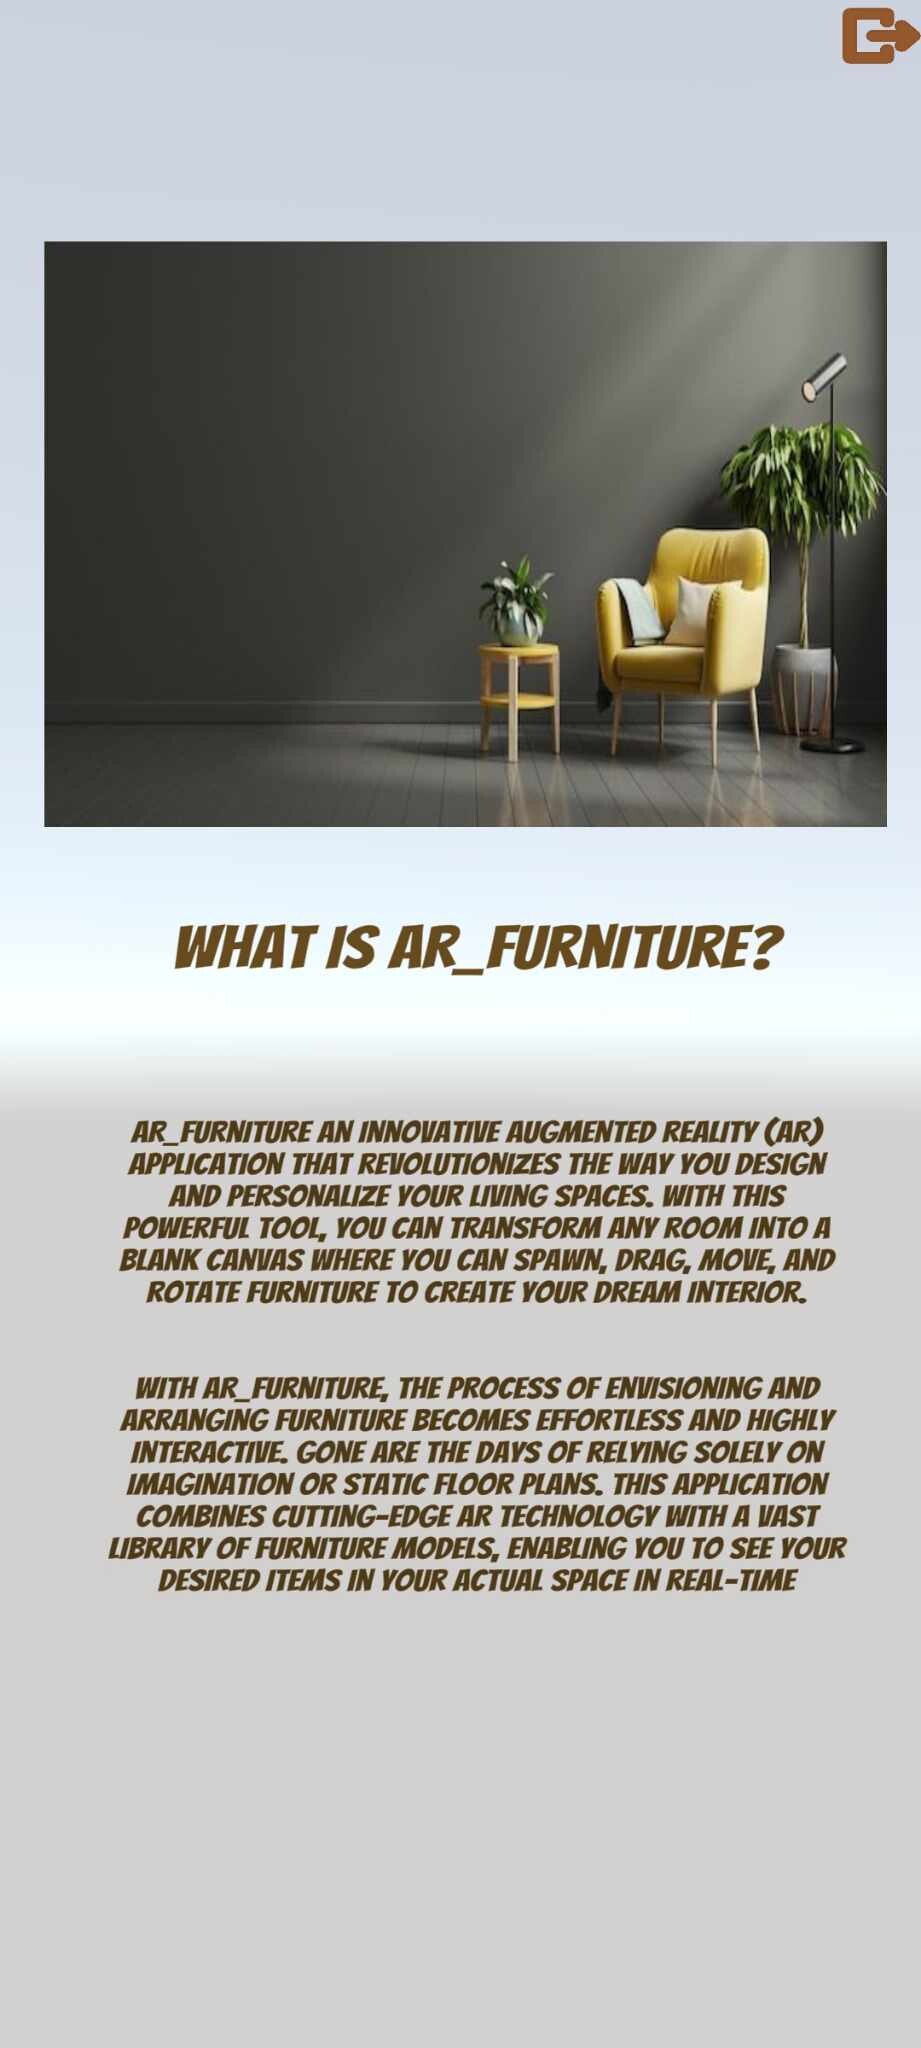 WHAT IS AR_FURNITURE?
AR_FURNITURE AN INNOVATIVE AUGMENTED REALITY (AR)
APPLICATION THAT REVOLUTIONIZES THE WAY YOU DESIGN
AND PERSONALIZE YOUR LIVING SPACES. WITH THIS
POWERFUL TOOL, YOU CAN TRANSFORM ANY ROOM INTO A
BLANK CANVAS WHERE YOU CAN SPAWN, DRAG, MOVE, AND
ROTATE FURNITURE TO CREATE YOUR DREAM INTERIOR.
WITH AR_FURNITURE, THE PROCESS OF ENVISIONING AND
ARRANGING FURNITURE BECOMES EFFORTLESS AND HIGHLY
INTERACTIVE. GONE ARE THE DAYS OF RELYING SOLELY ON
IMAGINATION OR STATIC FLOOR PLANS. THIS APPLICATION
COMBINES CUTTING-EDGE AR TECHNOLOGY WITH A VAST
LIBRARY OF FURNITURE MODELS, ENABLING YOU TO SEE YOUR
DESIRED ITEMS IN YOUR ACTUAL SPACE IN REAL-TIME